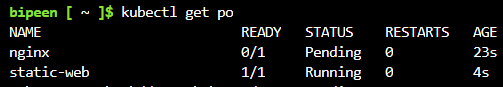 bipeen [ ~ ]$ kubectl get po
NAME READY STATUS RESTARTS AGE
nginx 0/1 Pending 0 23s
static-web 1/1 Running 0 4s